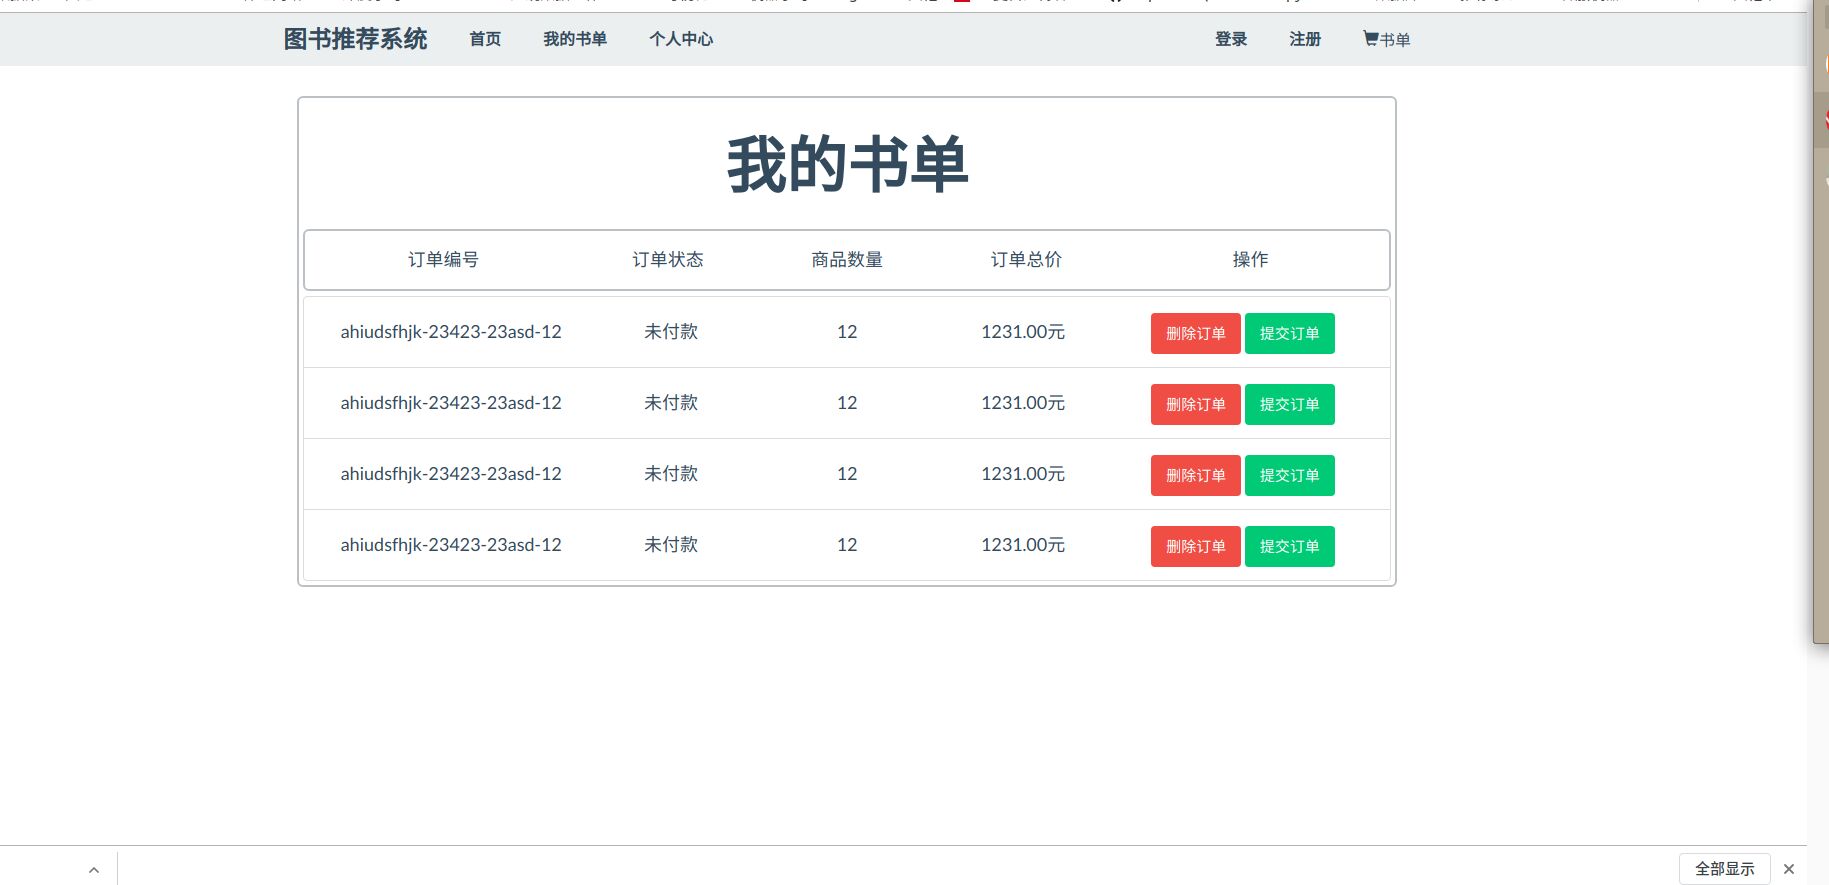 图书推荐系统 首页 我的书单 个人中心 登录 注册 书单
我的书单
订单编号 订单状态 商品数量 订单总价 操作
ahiudsfhjk-23423-23asd-12 未付款 12 1231.00元 删除订单 提交订单
ahiudsfhjk-23423-23asd-12 未付款 12 1231.00元 删除订单 提交订单
ahiudsfhjk-23423-23asd-12 未付款 12 1231.00元 删除订单 提交订单
ahiudsfhjk-23423-23asd-12 未付款 12 1231.00元 删除订单 提交订单
全部显示